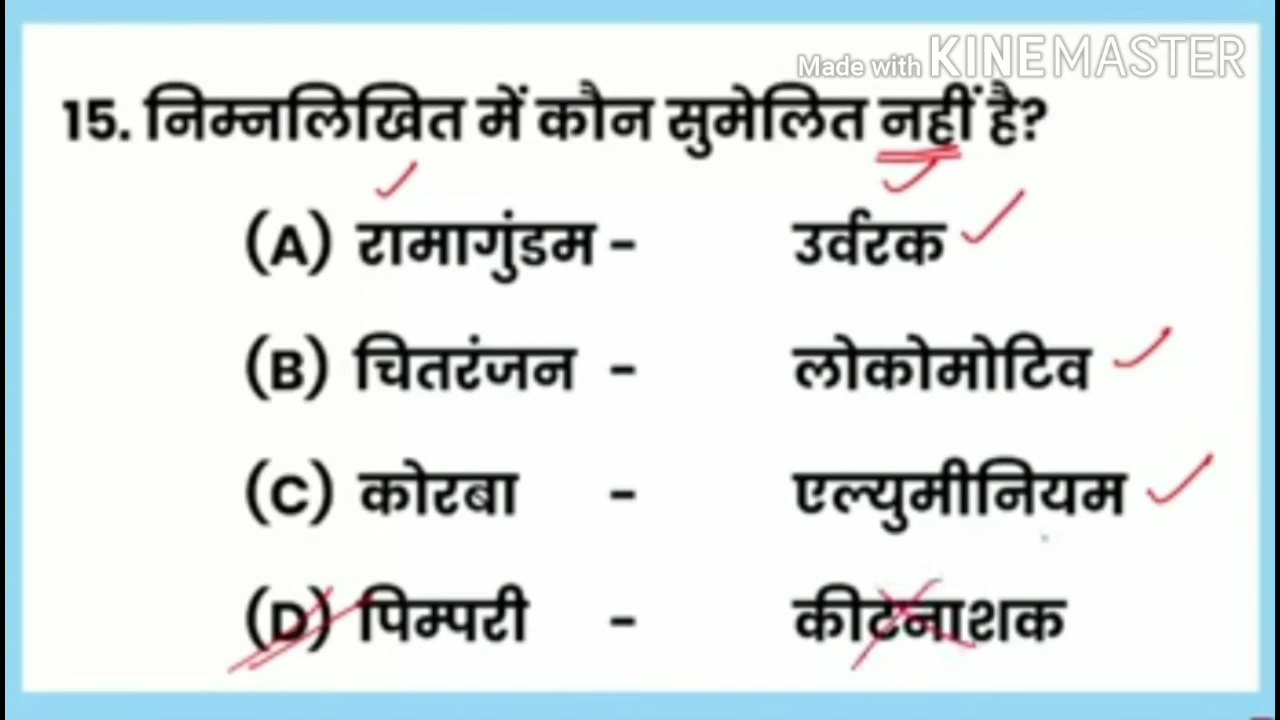 Made with KINEMASTER
15. निम्नलिखित में कौन सुमेलित नहीं है?
(A) रामागुंडम - उर्वरक
(B) चितरंजन - लोकोमोटिव
(C) कोरबा - एल्युमीनियम
(D) पिम्परी - कीटनाशक